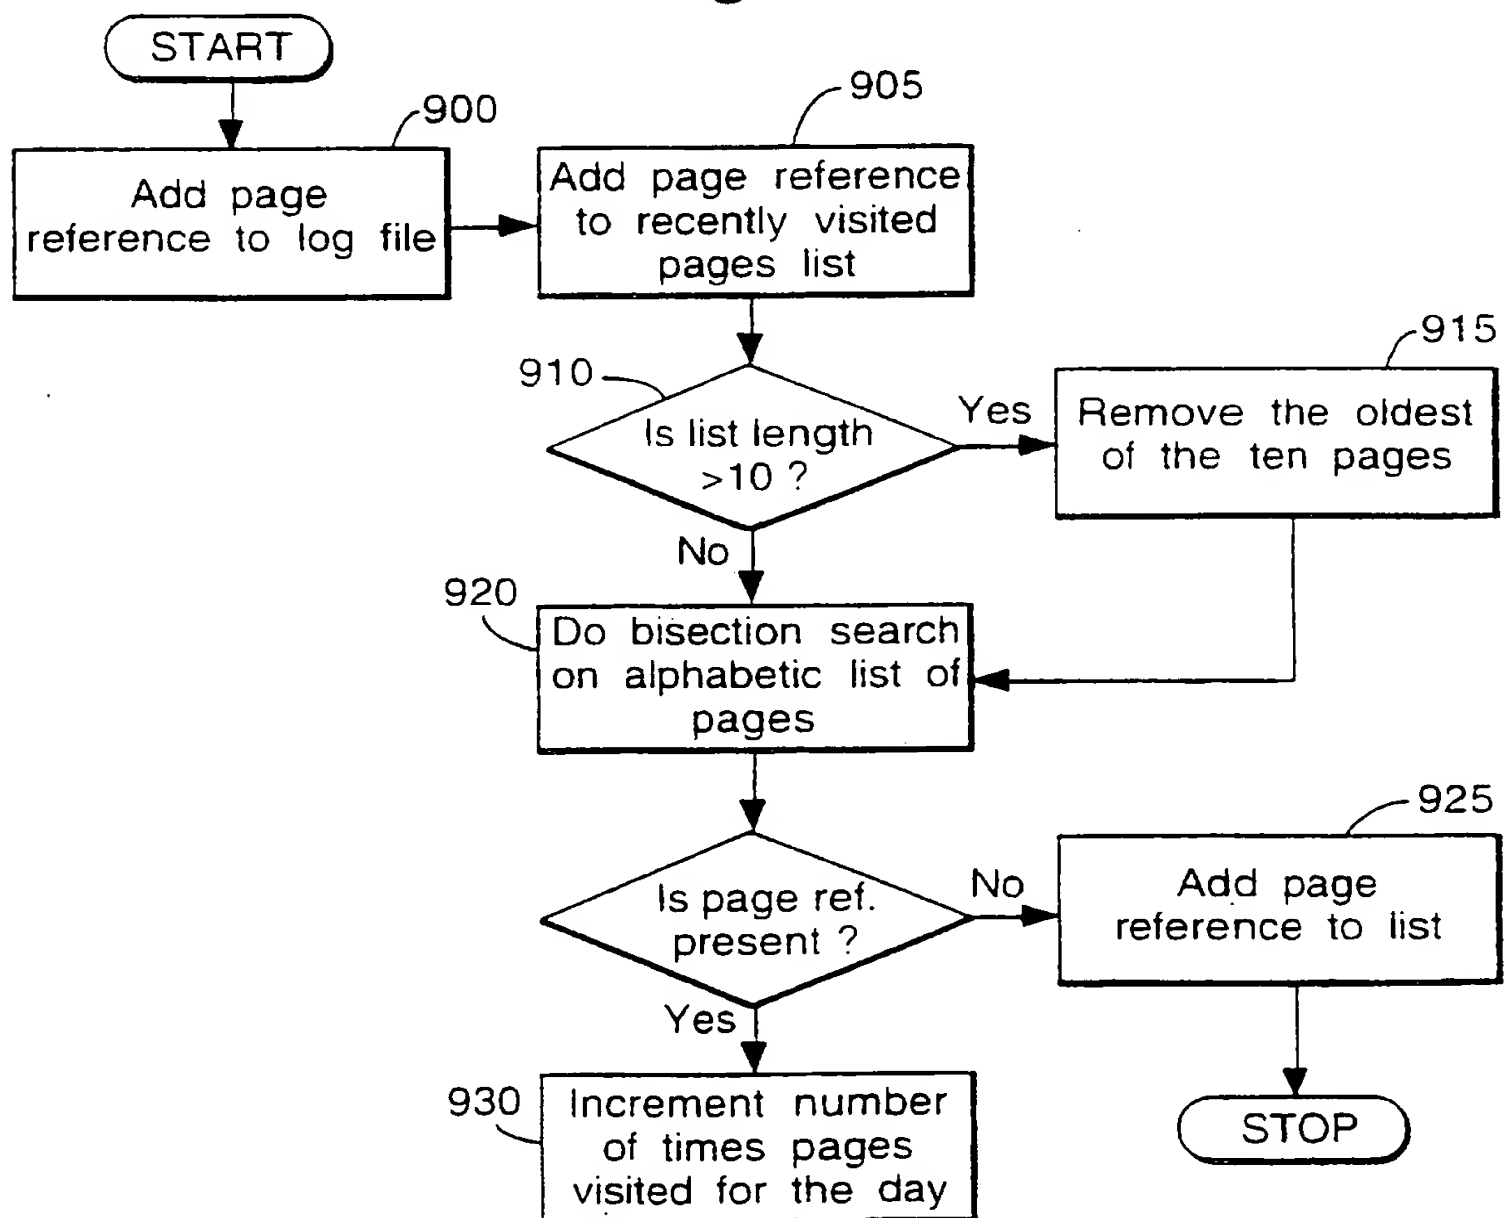 START
900
Add page
reference to log file
905
Add page reference
to recently visited
pages list
910
Is list length
>10 ?
Yes
915
Remove the oldest
of the ten pages
No
920
Do bisection search
on alphabetic list of
pages
Is page ref.
present ?
No
925
Add page
reference to list
Yes
930
Increment number
of times pages
visited for the day
STOP